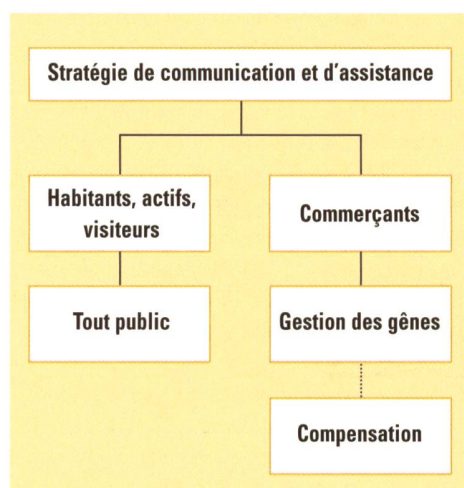 Stratégie de communication et d'assistance
Habitants, actifs,
visiteurs
Commerçants
Tout public
Gestion des gênes
Compensation